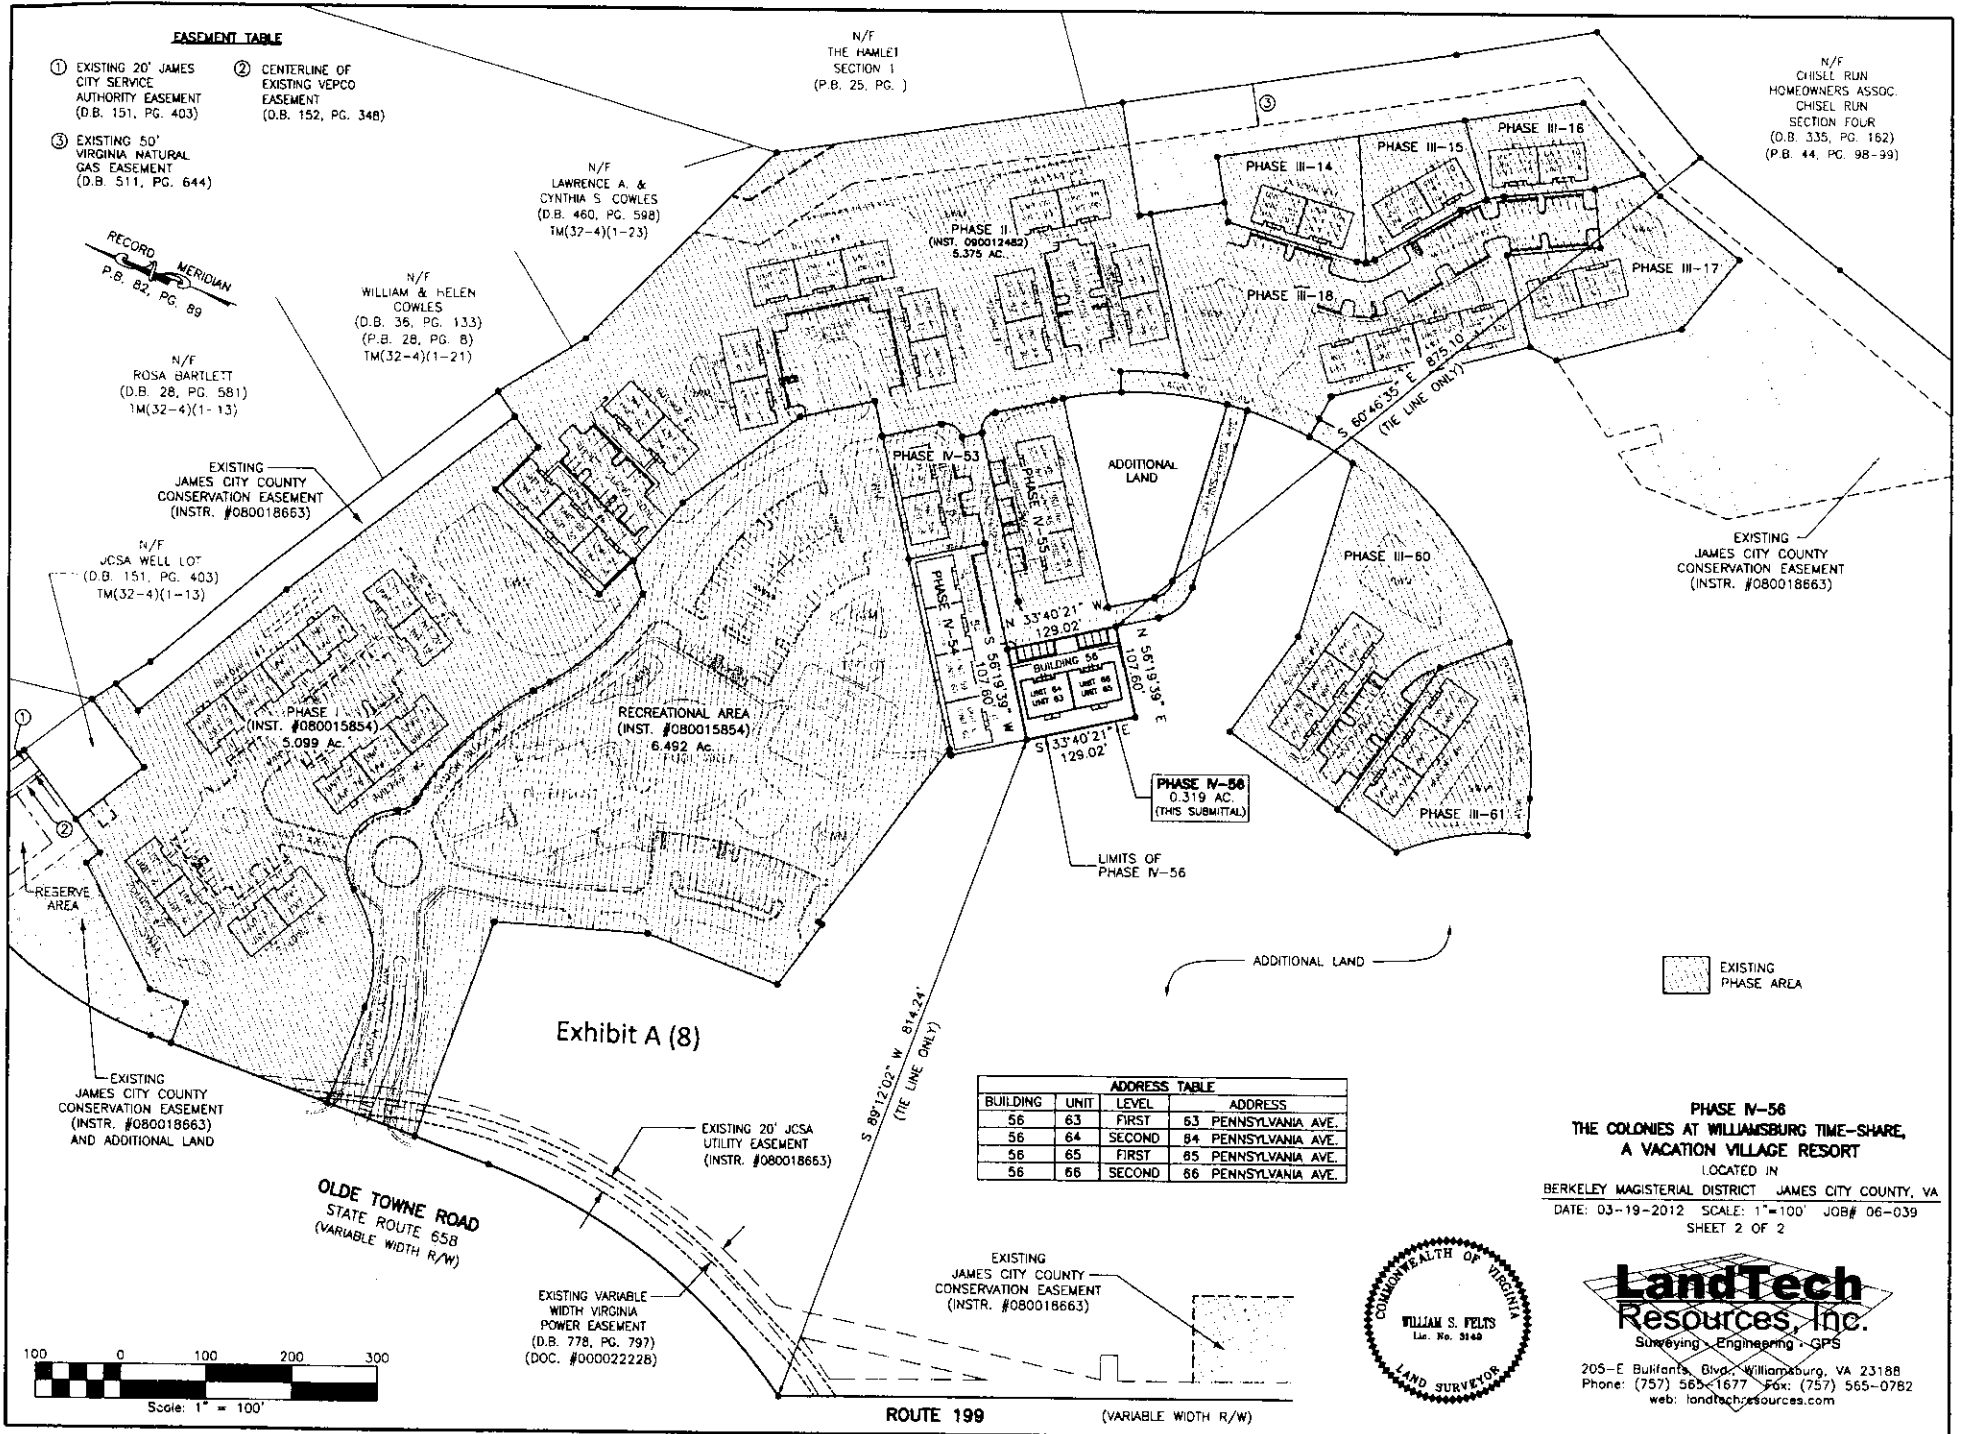 EASEMENT TABLE
① EXISTING 20' JAMES
CITY SERVICE
AUTHORITY EASEMENT
(D.B. 151, PG. 403)
② CENTERLINE OF
EXISTING VEPCO
EASEMENT
(D.B. 152, PG. 348)
③ EXISTING 50'
VIRGINIA NATURAL
GAS EASEMENT
(D.B. 511, PG. 644)
RECORD MERIDIAN
P.B. 82, PG. 89
N/F
THE HAMLET
SECTION 1
(P.B. 25, PG. )
N/F
CHISEL RUN
HOMEOWNERS ASSOC.
CHISEL RUN
SECTION FOUR
(D.B. 335, PG. 162)
(P.B. 44, PG. 98-99)
N/F
LAWRENCE A. &
CYNTHIA S. COWLES
(D.B. 460, PG. 598)
TM(32-4)(1-23)
N/F
WILLIAM & HELEN
COWLES
(D.B. 36, PG. 133)
(P.B. 28, PG. 8)
TM(32-4)(1-21)
N/F
ROSA BARTLETT
(D.B. 28, PG. 581)
TM(32-4)(1-13)
EXISTING
JAMES CITY COUNTY
CONSERVATION EASEMENT
(INSTR. #080018663)
N/F
JCSA WELL LOT
(D.B. 151, PG. 403)
TM(32-4)(1-13)
③
PHASE II
(INST. 090012482)
5.375 AC.
PHASE III-14
PHASE III-15
PHASE III-16
PHASE III-17
PHASE III-18
S 60°46'35" E 875.10'
(TIE LINE ONLY)
PHASE IV-53
PHASE IV-55
PHASE IV-54
ADDITIONAL
LAND
PENNSYLVANIA AVE.
EXISTING
JAMES CITY COUNTY
CONSERVATION EASEMENT
(INSTR. #080018663)
PHASE III-60
PHASE III-61
N 33°40'21" W
129.02'
N 56°19'39" E
107.60'
S 56°19'39" W
107.60'
S 33°40'21" E
129.02'
BUILDING 56
UNIT 64
UNIT 63
UNIT 66
UNIT 65
PHASE I
(INST. #080015854)
5.099 Ac.
RECREATIONAL AREA
(INST. #080015854)
6.492 Ac.
PHASE IV-56
0.319 AC.
(THIS SUBMITTAL)
LIMITS OF
PHASE IV-56
①
②
RESERVE
AREA
ADDITIONAL LAND
EXISTING
PHASE AREA
Exhibit A (8)
S 89°12'02" W 814.24'
(TIE LINE ONLY)
EXISTING
JAMES CITY COUNTY
CONSERVATION EASEMENT
(INSTR. #080018663)
AND ADDITIONAL LAND
EXISTING 20' JCSA
UTILITY EASEMENT
(INSTR. #080018663)
OLDE TOWNE ROAD
STATE ROUTE 658
(VARIABLE WIDTH R/W)
EXISTING VARIABLE
WIDTH VIRGINIA
POWER EASEMENT
(D.B. 778, PG. 797)
(DOC. #000022228)
ADDRESS TABLE
BUILDING UNIT LEVEL ADDRESS
56 63 FIRST 63 PENNSYLVANIA AVE.
56 64 SECOND 64 PENNSYLVANIA AVE.
56 65 FIRST 65 PENNSYLVANIA AVE.
56 66 SECOND 66 PENNSYLVANIA AVE.
EXISTING
JAMES CITY COUNTY
CONSERVATION EASEMENT
(INSTR. #080018663)
100 0 100 200 300
Scale: 1" = 100'
ROUTE 199
(VARIABLE WIDTH R/W)
COMMONWEALTH OF VIRGINIA
WILLIAM S. FELTS
Lic. No. 3149
LAND SURVEYOR
PHASE IV-56
THE COLONIES AT WILLIAMSBURG TIME-SHARE,
A VACATION VILLAGE RESORT
LOCATED IN
BERKELEY MAGISTERIAL DISTRICT JAMES CITY COUNTY, VA
DATE: 03-19-2012 SCALE: 1"=100' JOB# 06-039
SHEET 2 OF 2
LandTech
Resources, Inc.
Surveying · Engineering · GPS
205-E Bulifants Blvd., Williamsburg, VA 23188
Phone: (757) 565-1677 Fax: (757) 565-0782
web: landtechresources.com